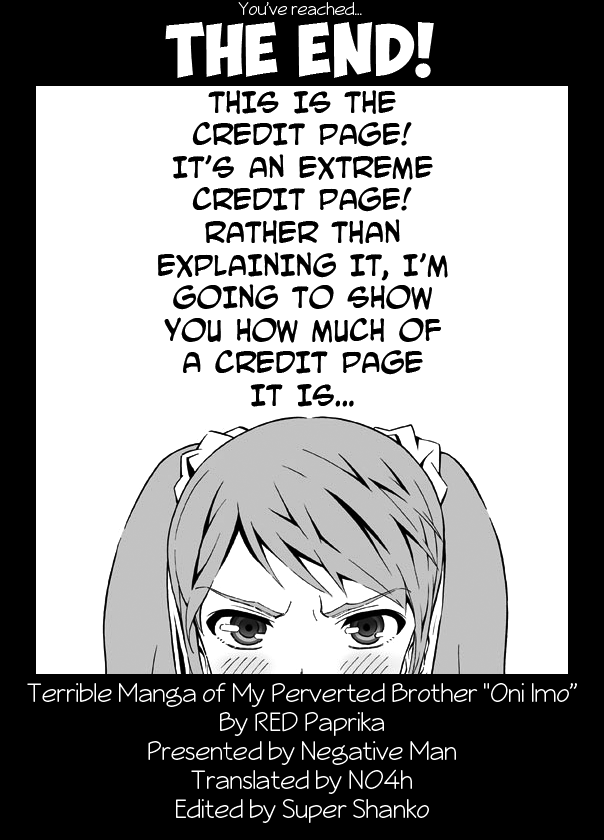 You've reached...
THE END!
THIS IS THE
CREDIT PAGE!
IT'S AN EXTREME
CREDIT PAGE!
RATHER THAN
EXPLAINING IT, I'M
GOING TO SHOW
YOU HOW MUCH OF
A CREDIT PAGE
IT IS...
Terrible Manga of My Perverted Brother "Oni Imo"
By RED Paprika
Presented by Negative Man
Translated by NO4h
Edited by Super Shanko